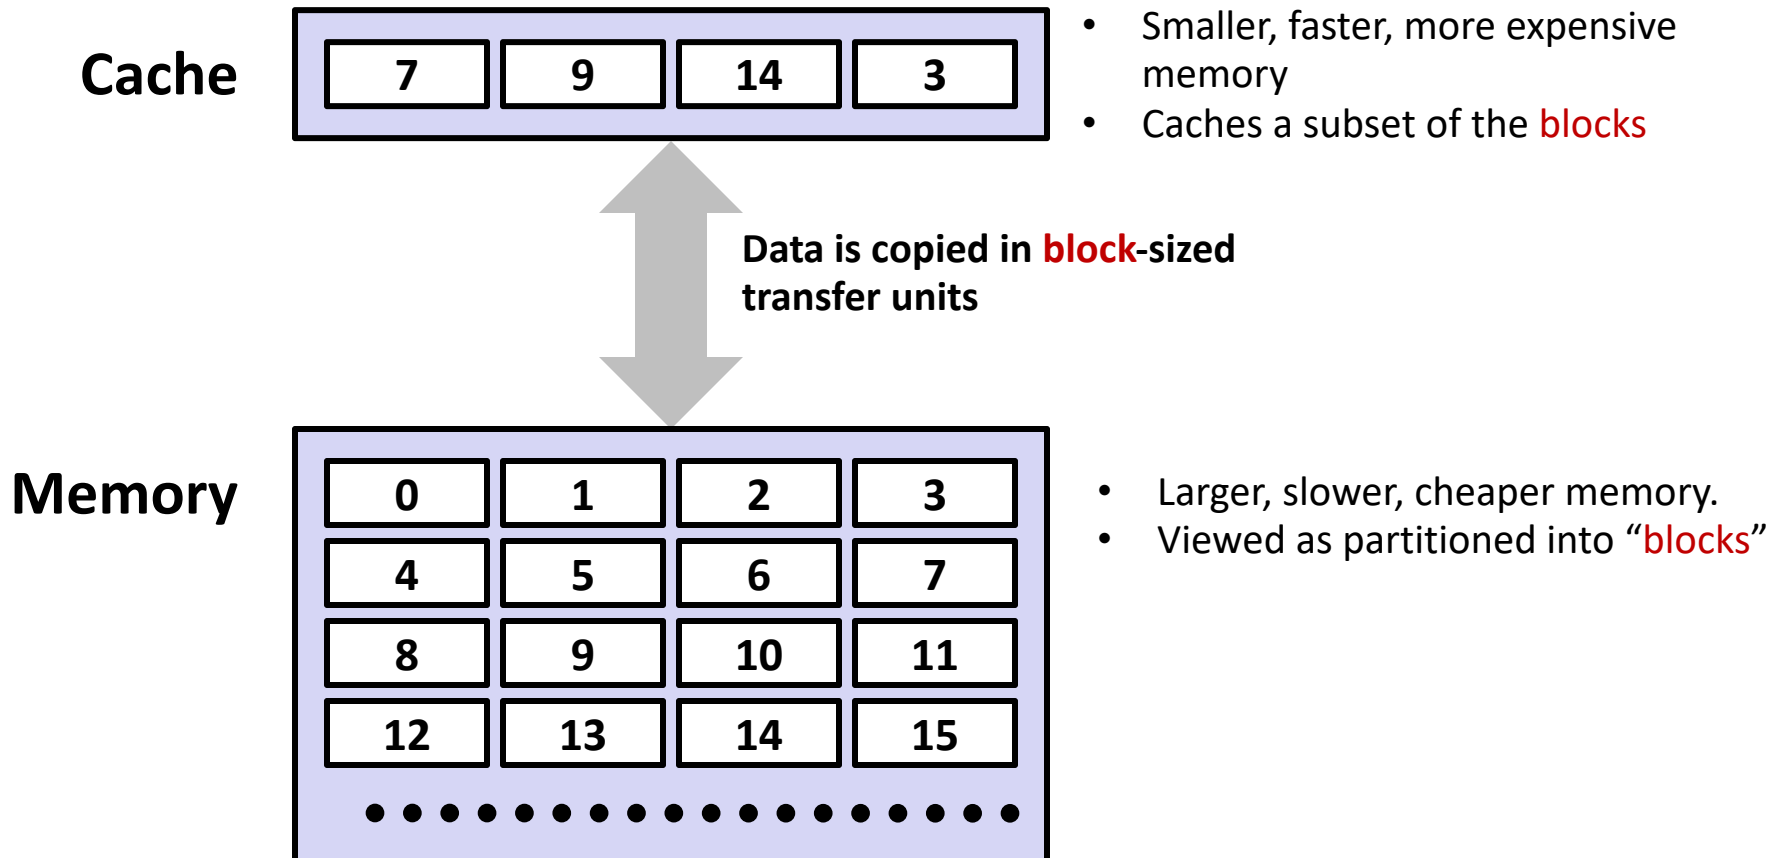 Cache
7 9 14 3
• Smaller, faster, more expensive
memory
• Caches a subset of the blocks
Data is copied in block-sized
transfer units
Memory
0 1 2 3
4 5 6 7
8 9 10 11
12 13 14 15
• Larger, slower, cheaper memory.
• Viewed as partitioned into “blocks”